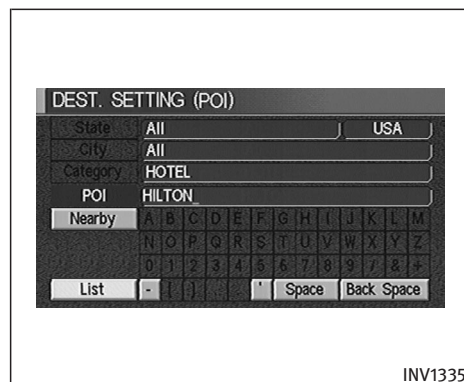 DEST. SETTING (POI)
State All USA
City All
Category HOTEL
POI HILTON_
Nearby A B C D E F G H I J K L M
N O P Q R S T U V W X Y Z
0 1 2 3 4 5 6 7 8 9 / & +
List - ( ) ' Space Back Space
INV1335